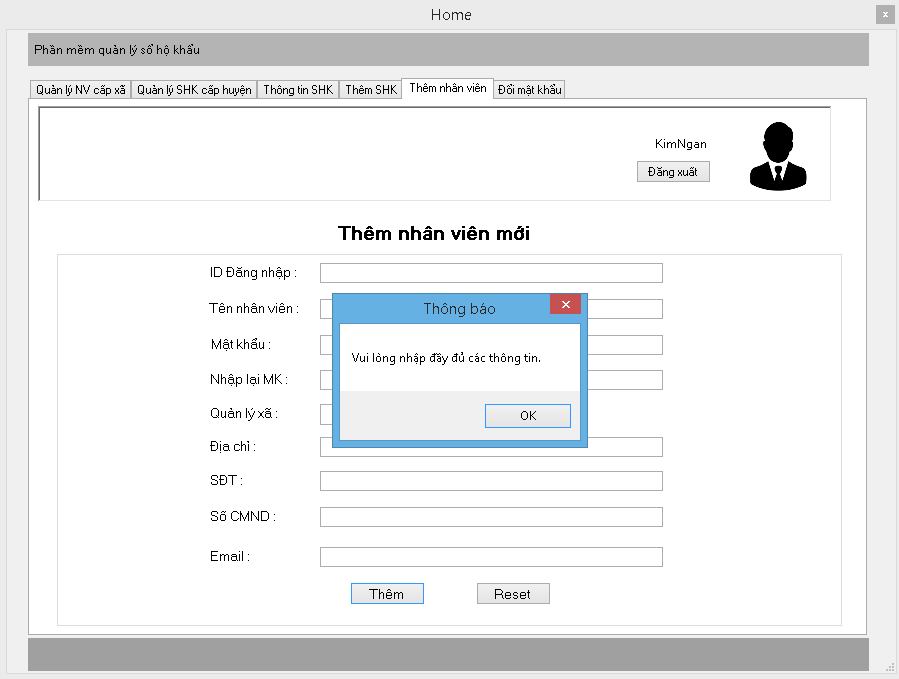 Home
x
Phần mềm quản lý sổ hộ khẩu
Quản lý NV cấp xã Quản lý SHK cấp huyện Thông tin SHK Thêm SHK Thêm nhân viên Đổi mật khẩu
KimNgan
Đăng xuất
Thêm nhân viên mới
ID Đăng nhập :
Tên nhân viên :
Mật khẩu :
Nhập lại MK :
Quản lý xã :
Địa chỉ :
SĐT :
Số CMND :
Email :
Thêm Reset
Thông báo
Vui lòng nhập đầy đủ các thông tin.
OK